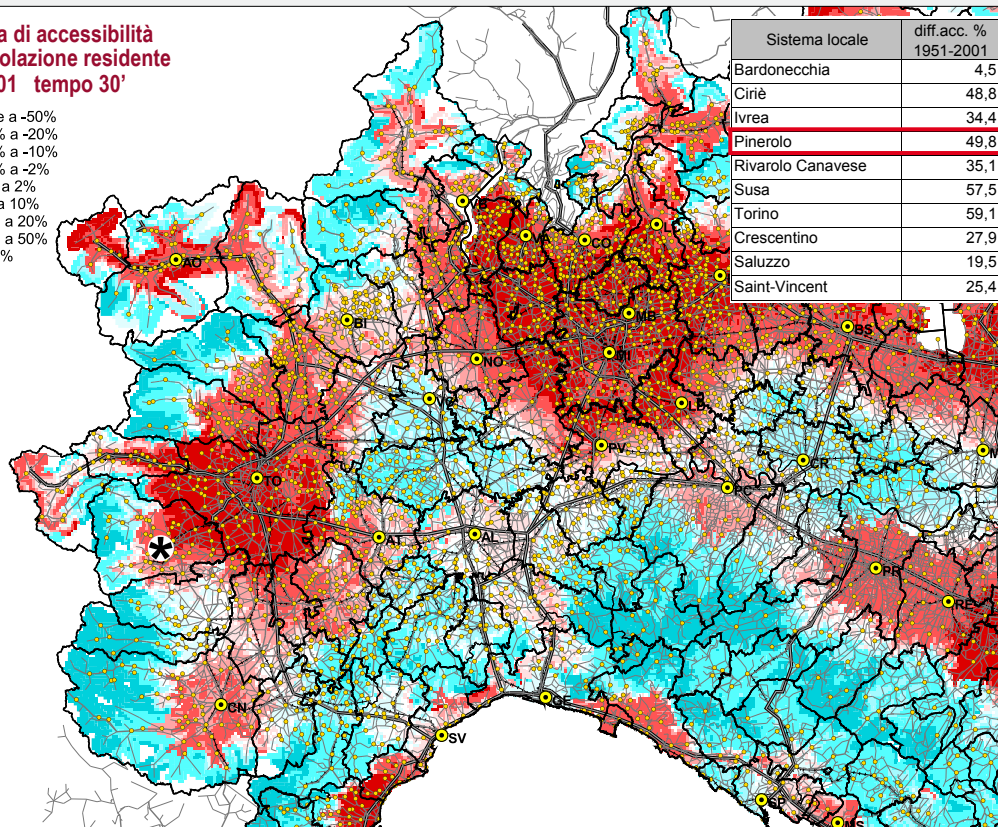 a di accessibilità
olazione residente
01 tempo 30'
e a -50%
% a -20%
% a -10%
% a -2%
a 2%
a 10%
a 20%
a 50%
%
Sistema locale diff.acc. % 1951-2001
Bardonecchia 4,5
Ciriè 48,8
Ivrea 34,4
Pinerolo 49,8
Rivarolo Canavese 35,1
Susa 57,5
Torino 59,1
Crescentino 27,9
Saluzzo 19,5
Saint-Vincent 25,4
VA
CO
AO
BI
MB
BS
NO
MI
PV
CR
TO
AT
AL
PR
RE
CN
GE
SV
SP
MS
*